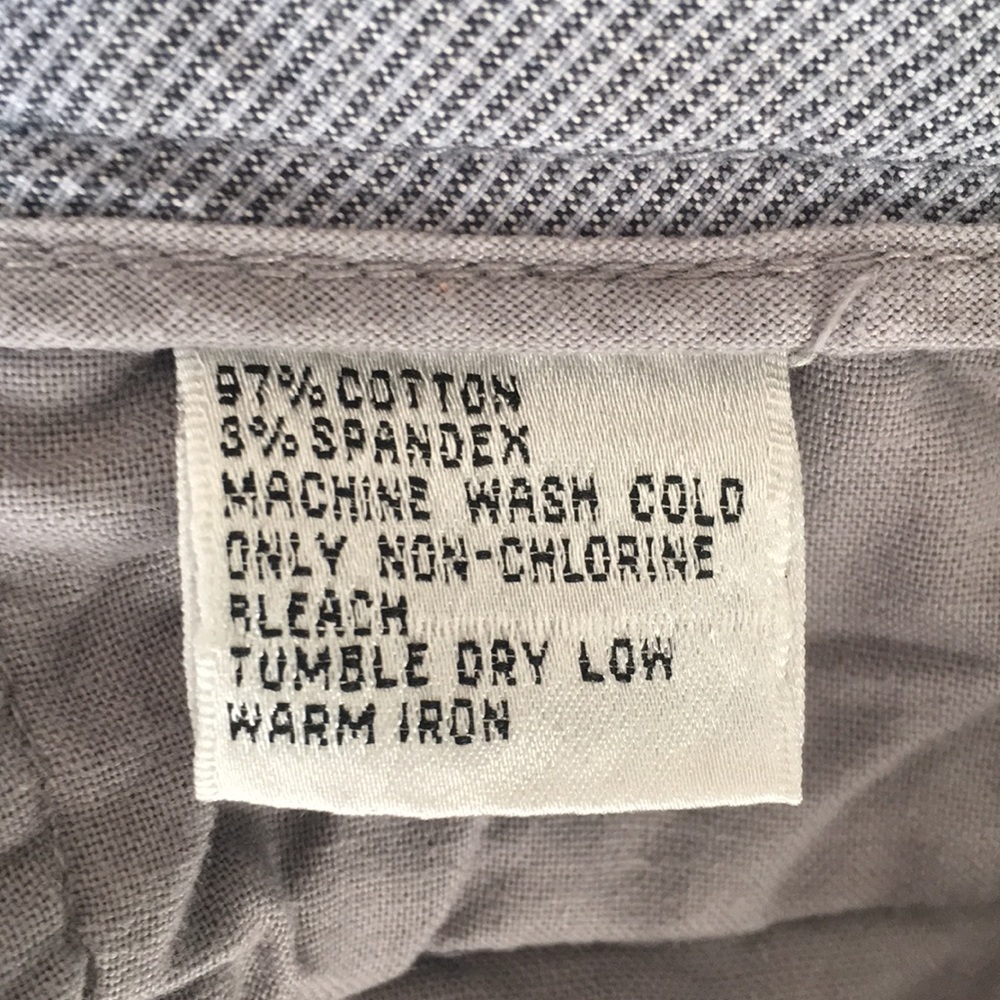 97% COTTON
3% SPANDEX
MACHINE WASH COLD
ONLY NON-CHLORINE
BLEACH
TUMBLE DRY LOW
WARM IRON